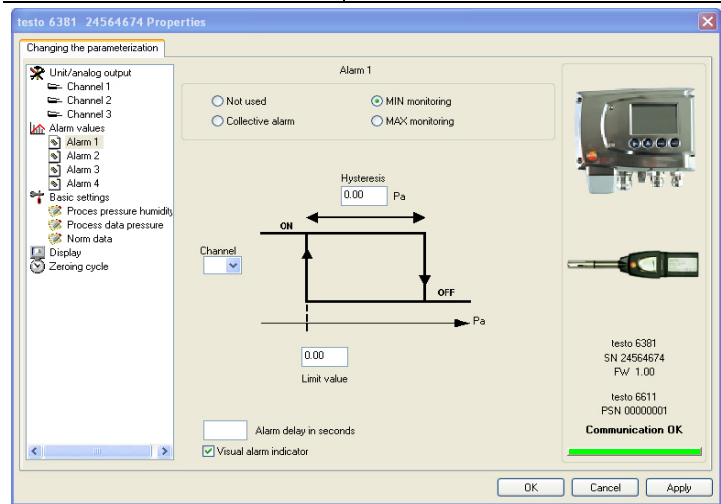 testo 6381 24564674 Properties
Changing the parameterization
Unit/analog output
Channel 1
Channel 2
Channel 3
Alarm values
Alarm 1
Alarm 2
Alarm 3
Alarm 4
Basic settings
Proces pressure humidity
Process data pressure
Norm data
Display
Zeroing cycle
Alarm 1
Not used
MIN monitoring
Collective alarm
MAX monitoring
Hysteresis
0.00 Pa
ON
Channel
OFF
Pa
0.00
Limit value
Alarm delay in seconds
Visual alarm indicator
testo 6381
SN 24564674
FW 1.00
testo 6611
PSN 00000001
Communication OK
OK
Cancel
Apply